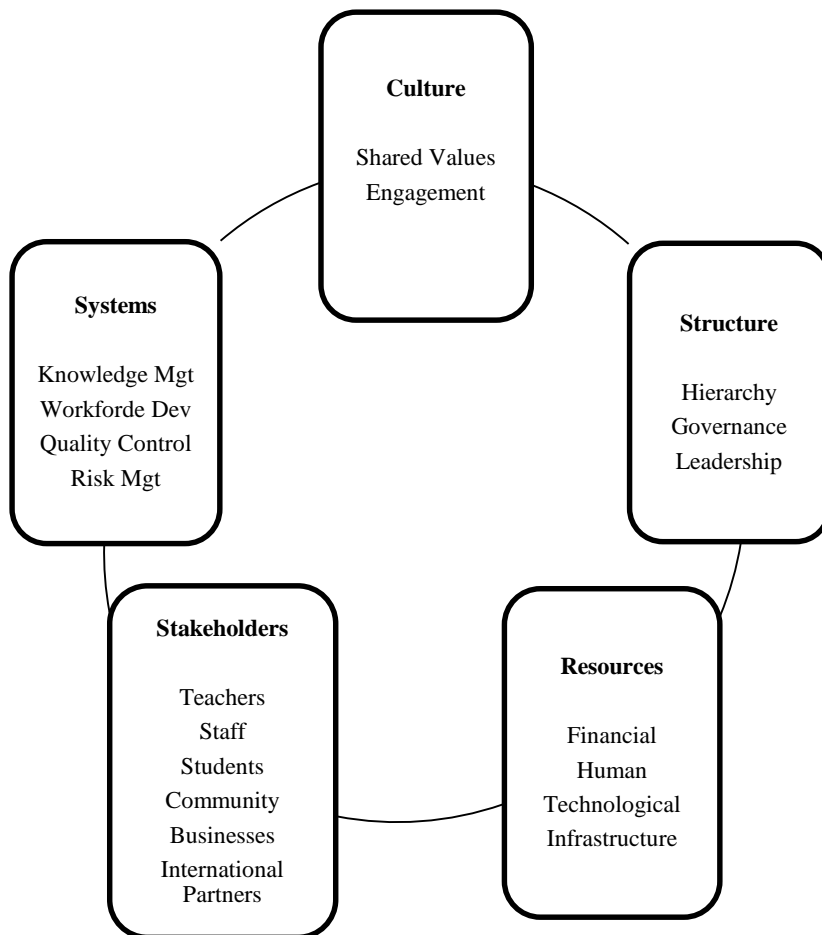 Culture
Shared Values
Engagement
Systems
Knowledge Mgt
Workforde Dev
Quality Control
Risk Mgt
Structure
Hierarchy
Governance
Leadership
Stakeholders
Teachers
Staff
Students
Community
Businesses
International
Partners
Resources
Financial
Human
Technological
Infrastructure